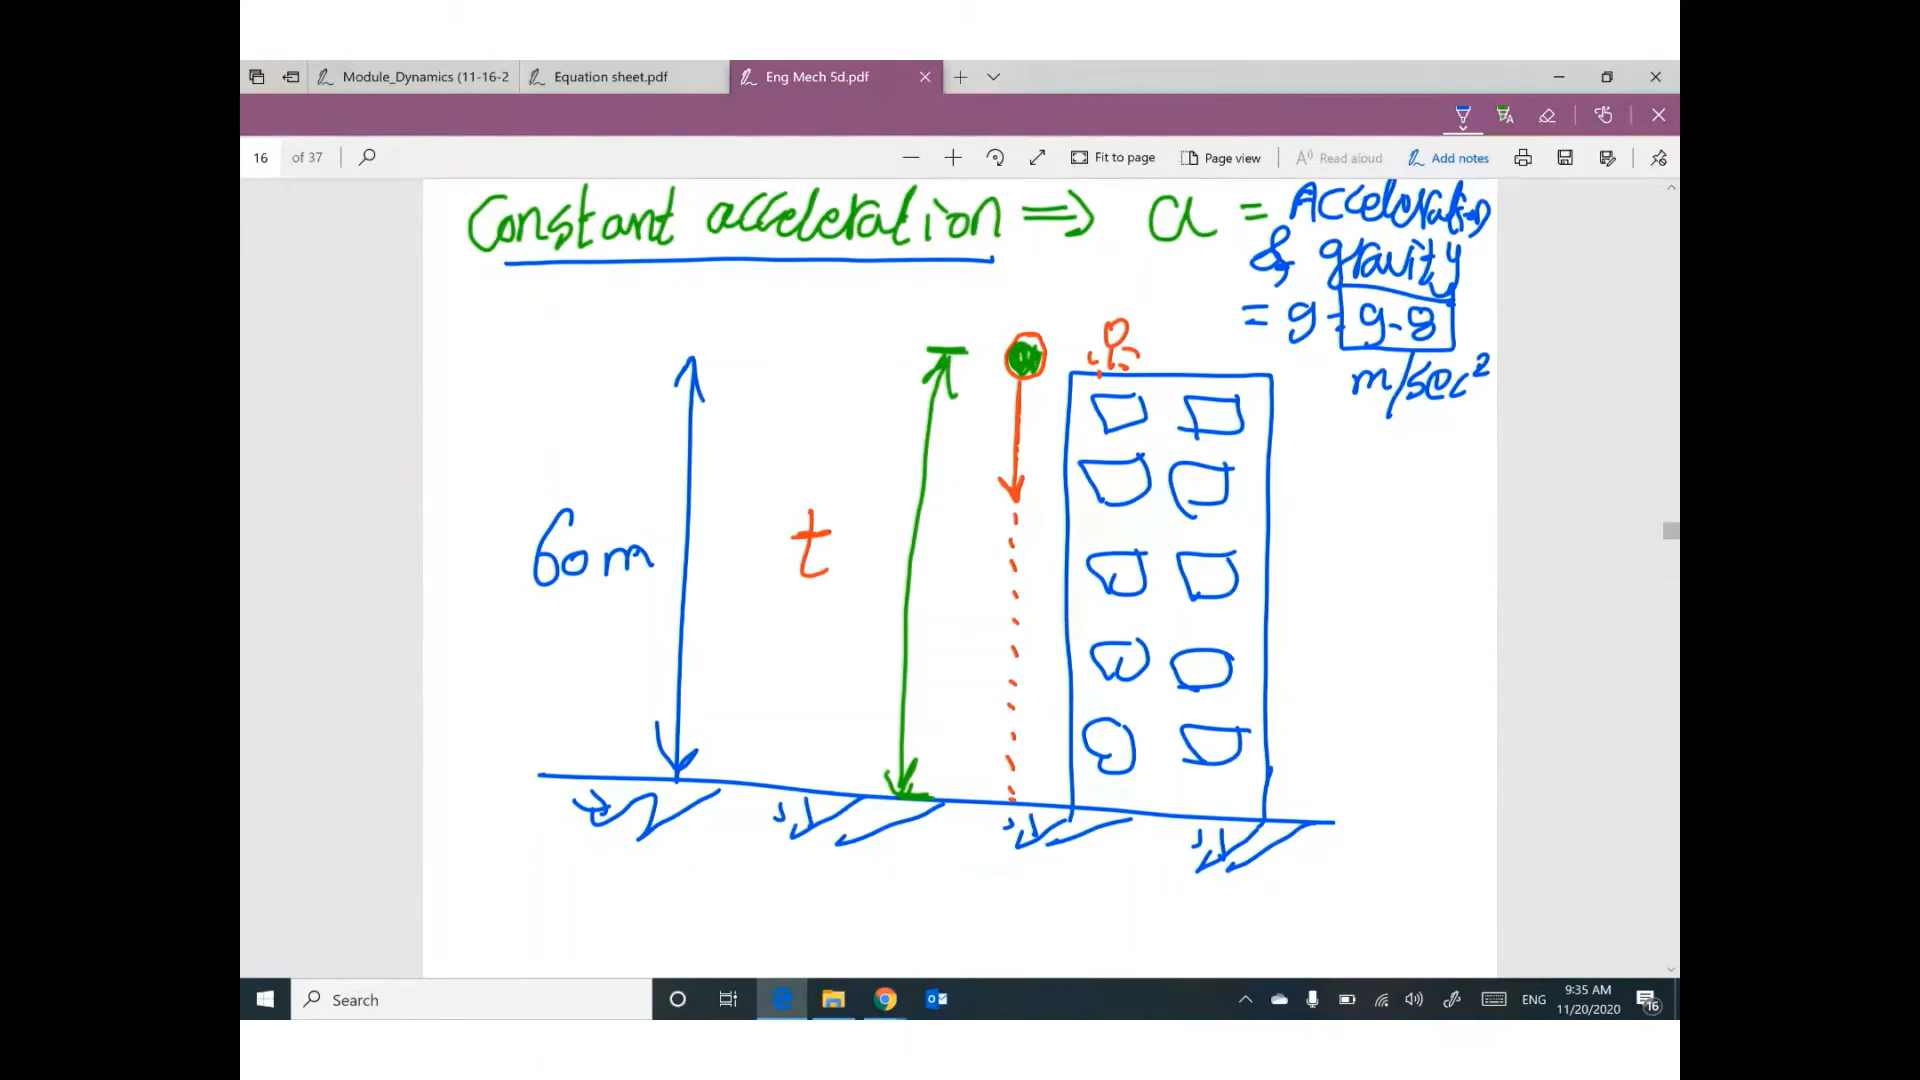 Module_Dynamics (11-16-2
Equation sheet.pdf
Eng Mech 5d.pdf
16 of 37
Fit to page
Page view
Read aloud
Add notes
Constant acceleration ⇒ a = Acceleration
& gravity
= g = 9.8
m/sec²
60m
t
Search
ENG
9:35 AM
11/20/2020
16